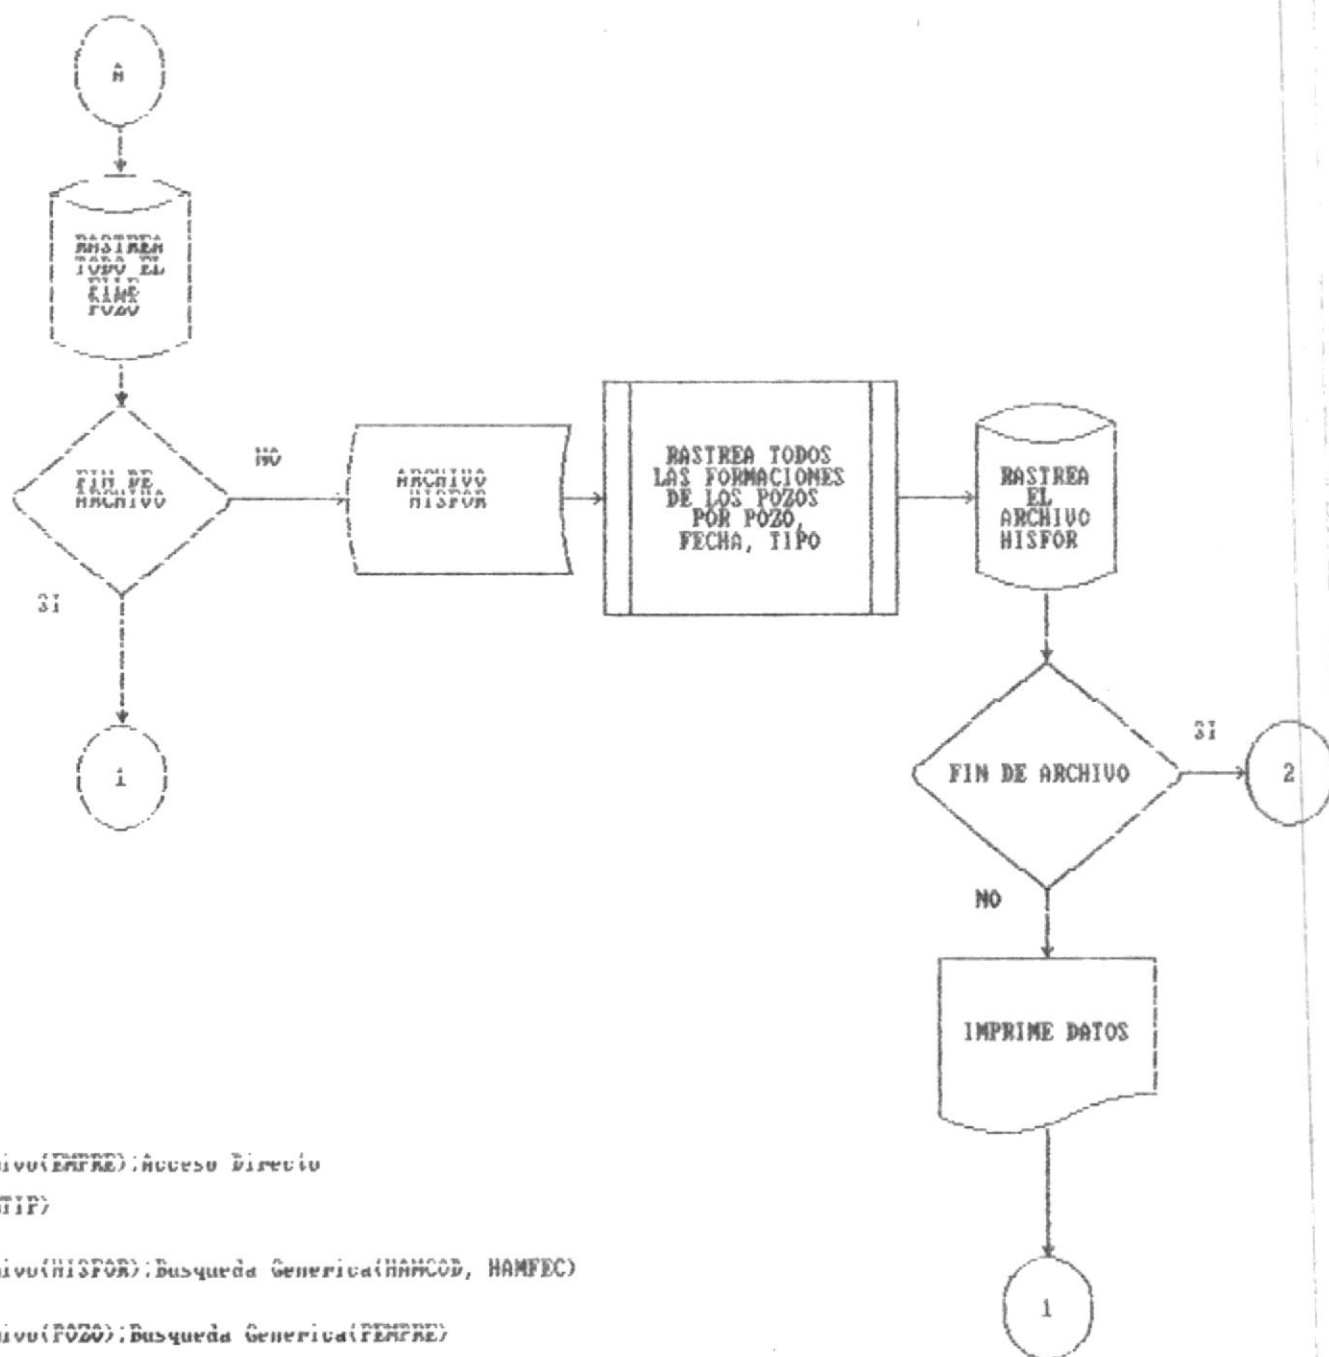 A
RASTREA
TODO EL
FILE
POZO
FIN DE
ARCHIVO
NO
SI
1
ARCHIVO
HISFOR
RASTREA TODOS
LAS FORMACIONES
DE LOS POZOS
POR POZO,
FECHA, TIPO
RASTREA
EL
ARCHIVO
HISFOR
FIN DE ARCHIVO
SI
2
NO
IMPRIME DATOS
1
ivo(EMPRE);Acceso Directo
TIP)
ivo(HISFOR);Busqueda Generica(HAMCOD, HAMFEC)
ivo(POZO);Busqueda Generica(PEMPRE)